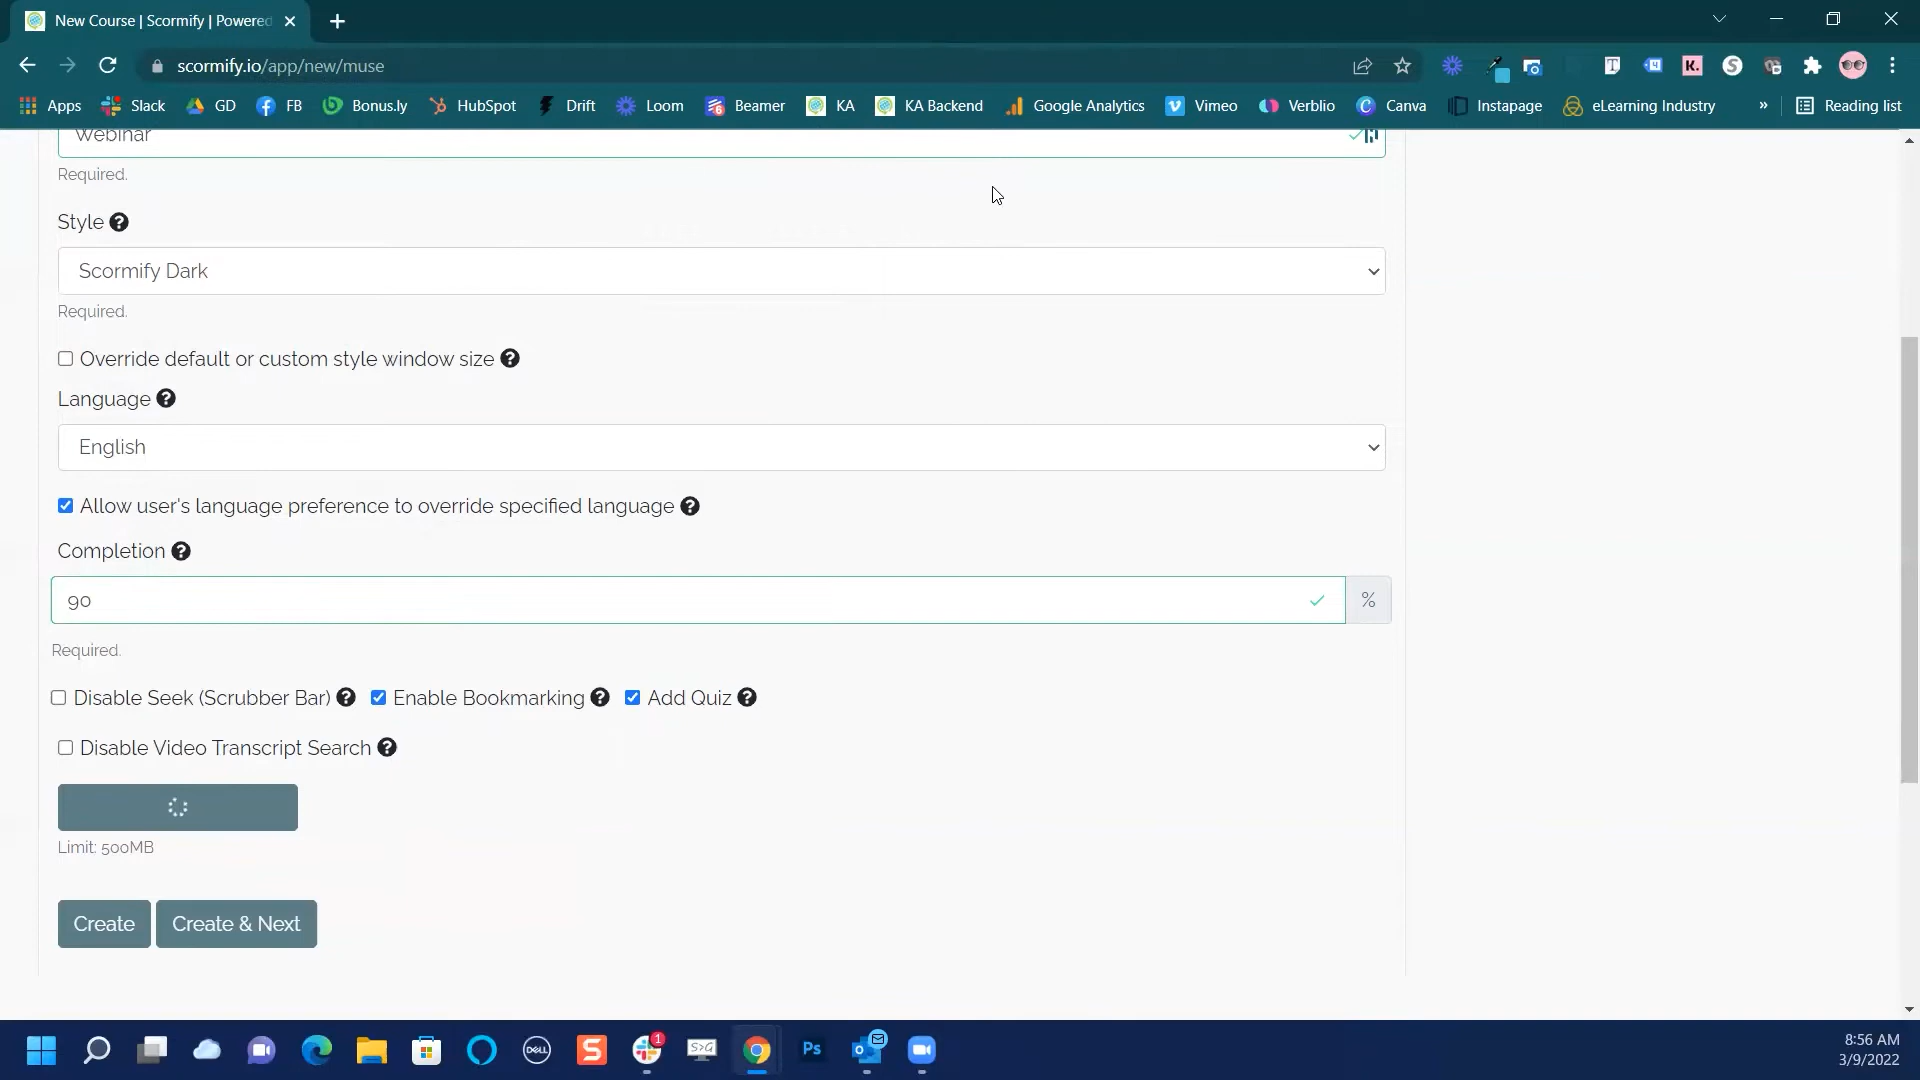 New Course | Scormify | Powered
scormify.io/app/new/muse
Apps Slack GD FB Bonus.ly HubSpot Drift Loom Beamer KA KA Backend Google Analytics Vimeo Verblio Canva Instapage eLearning Industry » Reading list
Webinar
Required.
Style
Scormify Dark
Required.
Override default or custom style window size
Language
English
Allow user's language preference to override specified language
Completion
90
%
Required.
Disable Seek (Scrubber Bar) Enable Bookmarking Add Quiz
Disable Video Transcript Search
Limit: 500MB
Create Create & Next
DELL
S
1
S>G
Ps
8:56 AM
3/9/2022